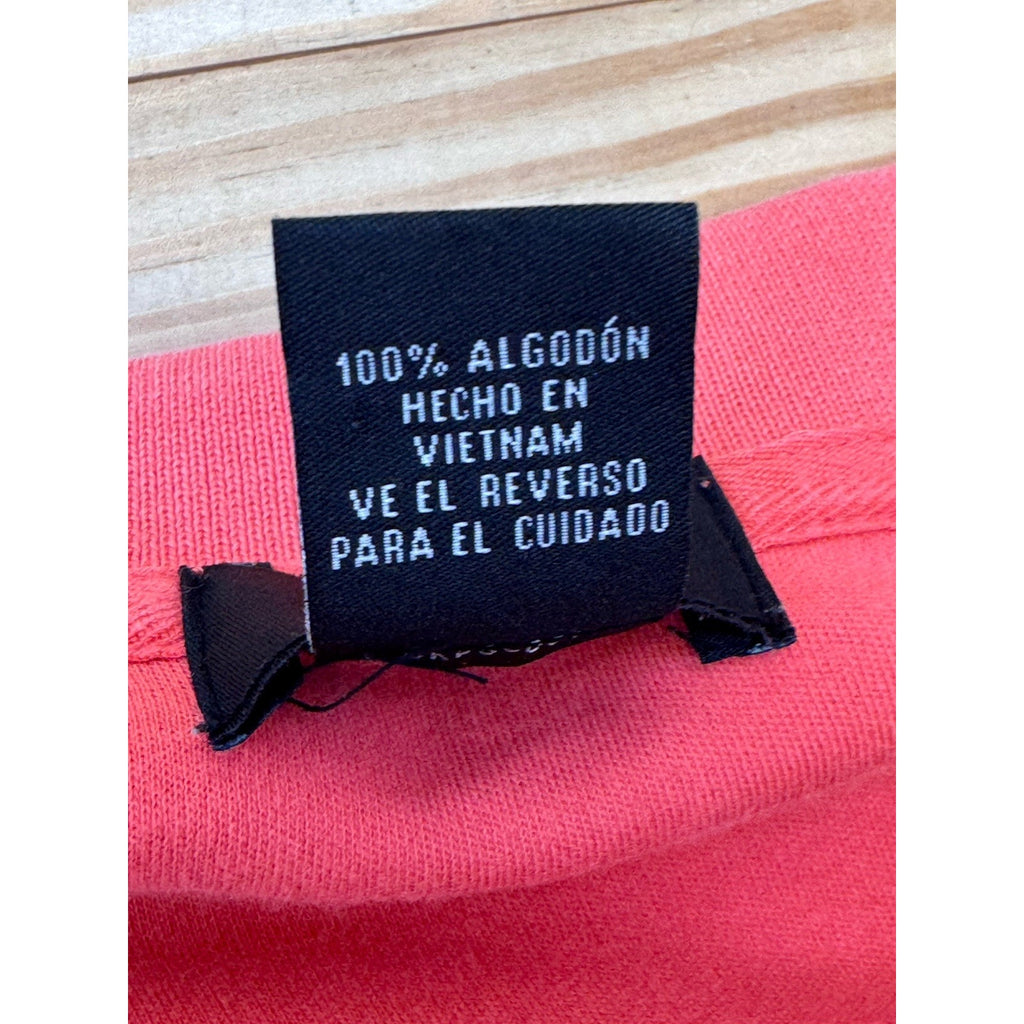 100% ALGODÓN
HECHO EN
VIETNAM
VE EL REVERSO
PARA EL CUIDADO